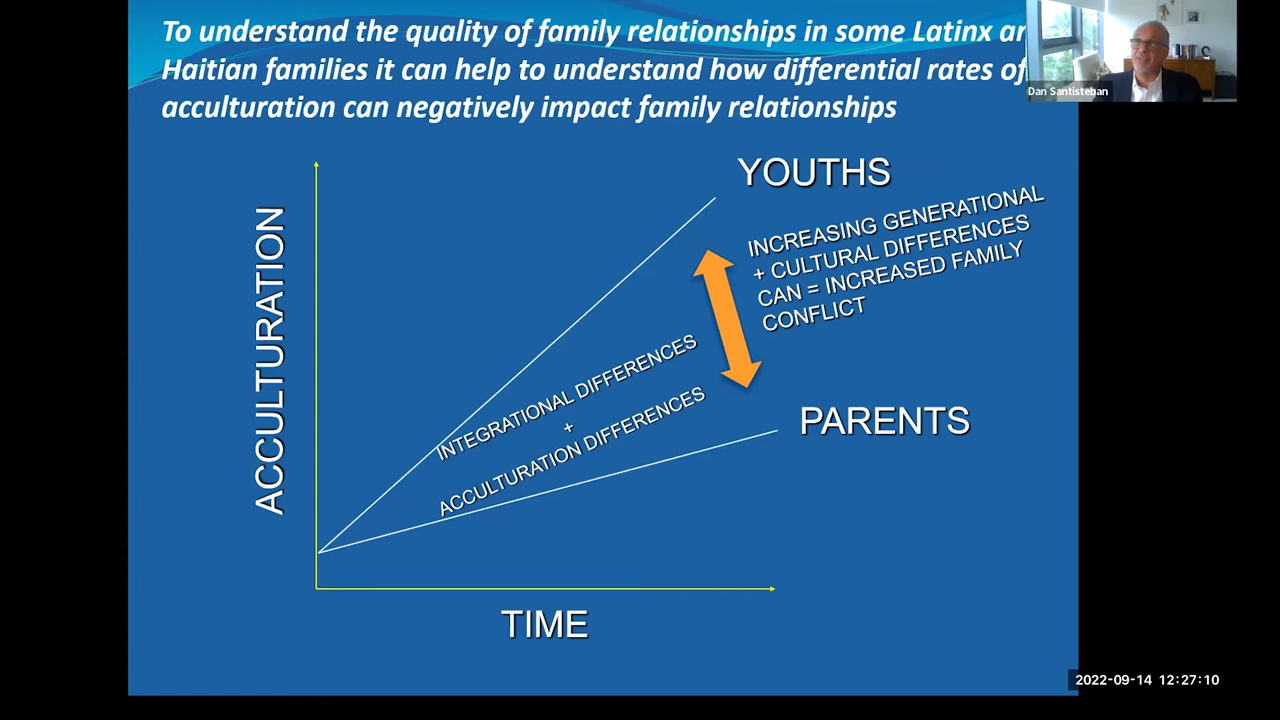 To understand the quality of family relationships in some Latinx
Haitian families it can help to understand how differential rates of
acculturation can negatively impact family relationships
Dan Santisteban
YOUTHS
INCREASING GENERATIONAL
+ CULTURAL DIFFERENCES
CAN = INCREASED FAMILY
CONFLICT
ACCULTURATION
INTEGRATIONAL DIFFERENCES
+
ACCULTURATION DIFFERENCES
PARENTS
TIME
2022-09-14 12:27:10